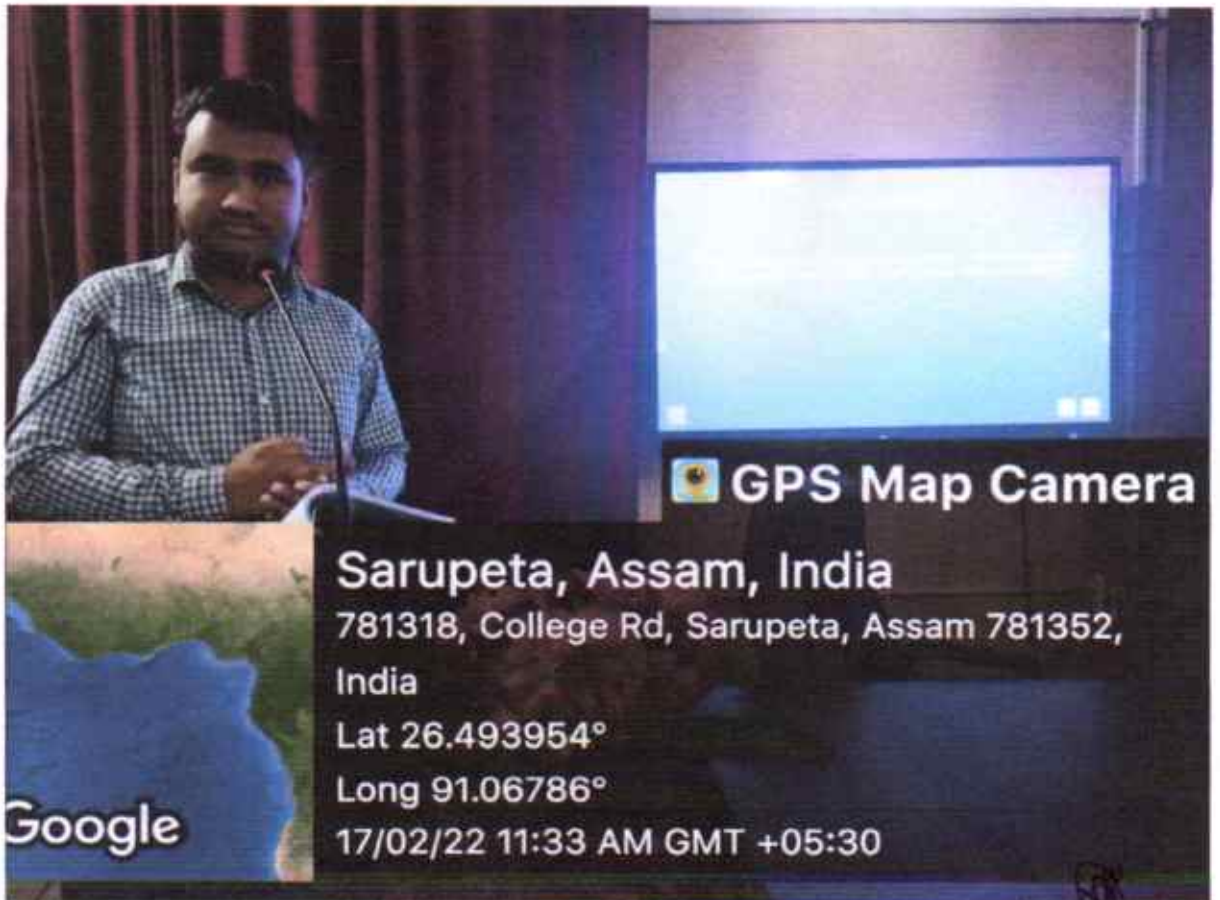 GPS Map Camera
Sarupeta, Assam, India
781318, College Rd, Sarupeta, Assam 781352,
India
Lat 26.493954°
Long 91.06786°
17/02/22 11:33 AM GMT +05:30
Google